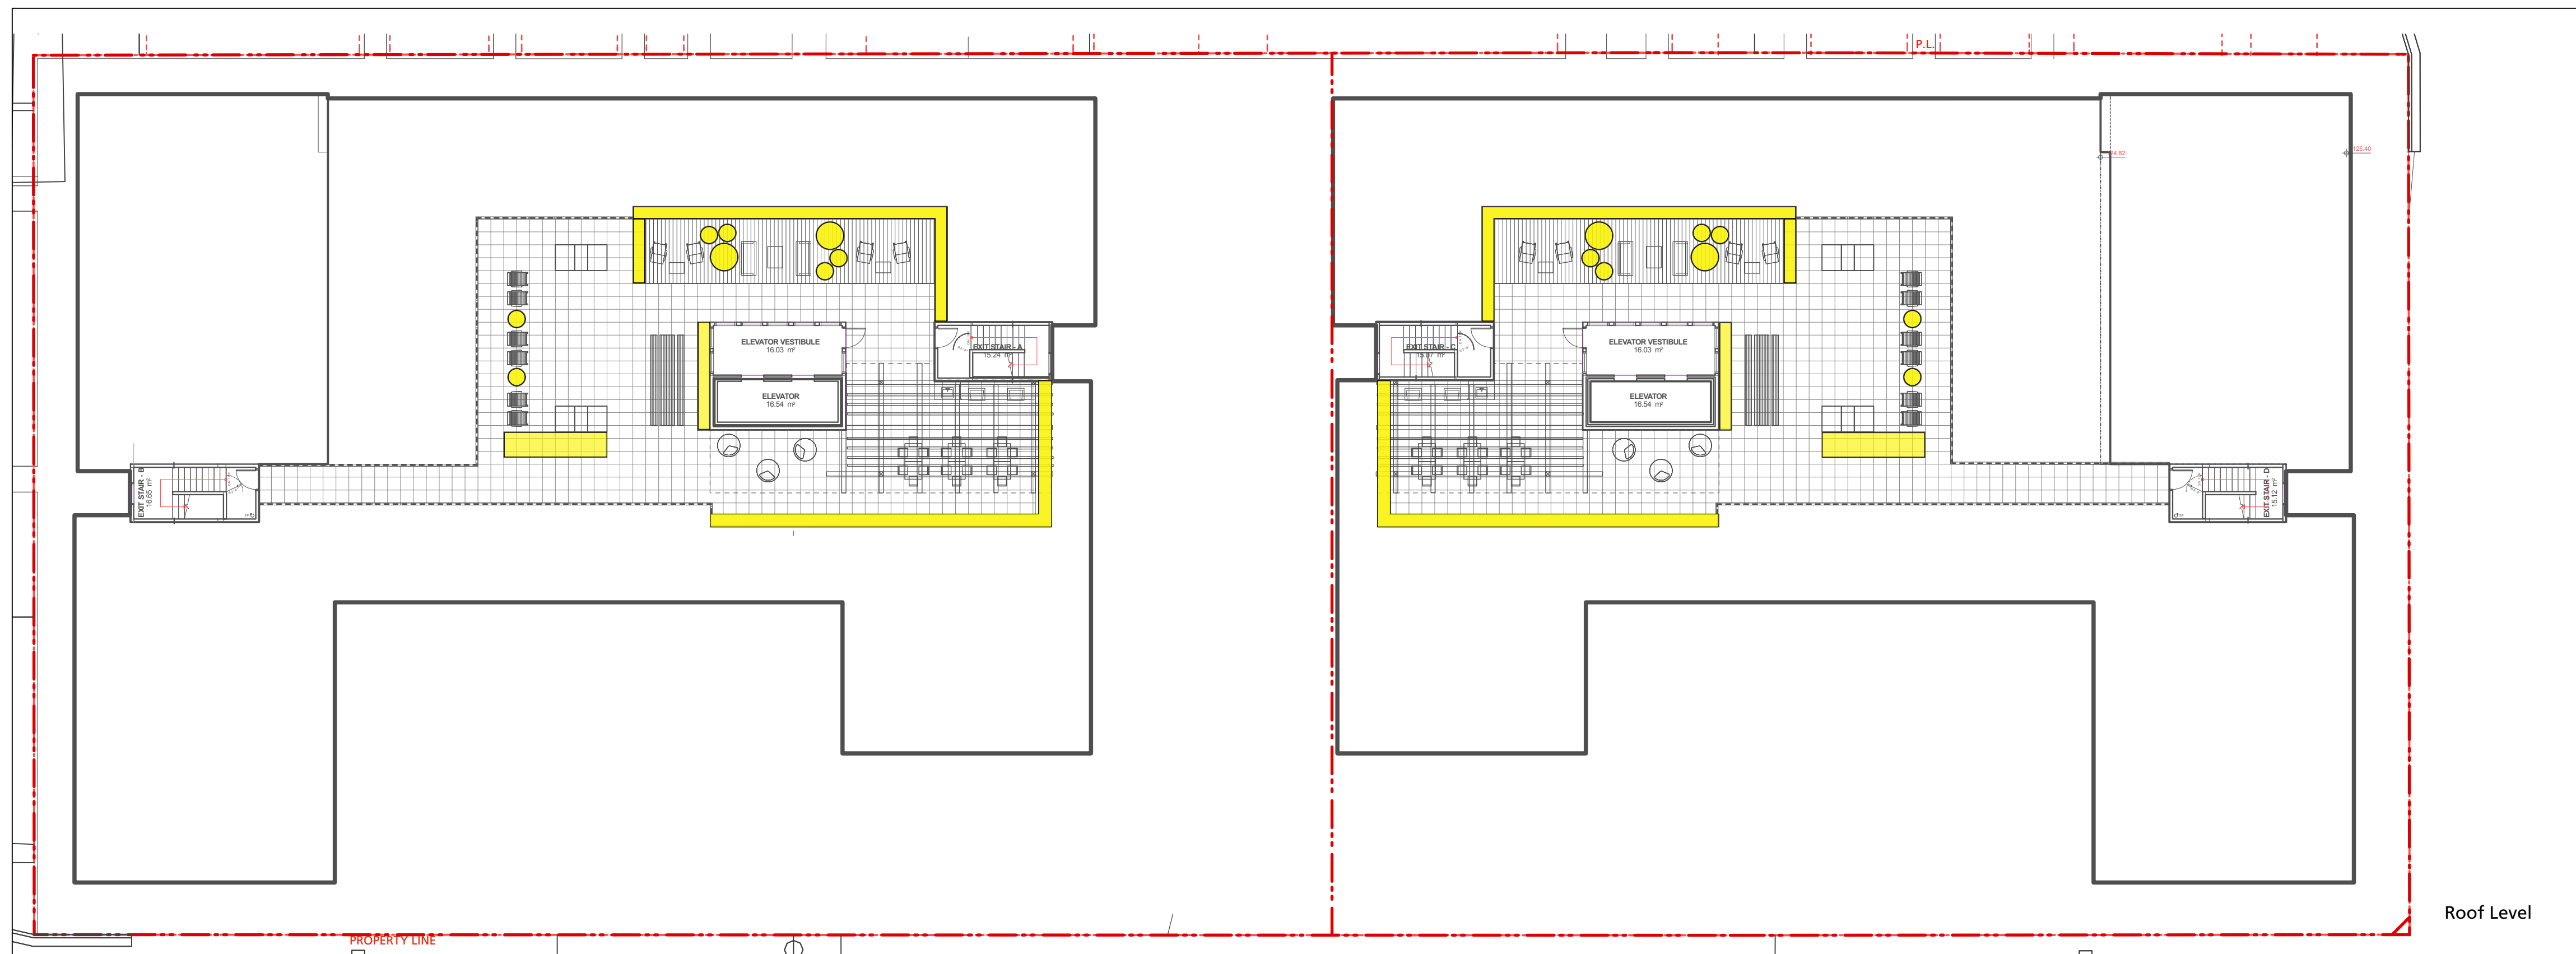 P.L.
125.40
ELEVATOR VESTIBULE
16.03 m²
EXIT STAIR - A
15.24 m²
ELEVATOR
16.54 m²
EXIT STAIR - B
16.65 m²
EXIT STAIR - C
ELEVATOR VESTIBULE
16.03 m²
ELEVATOR
16.54 m²
EXIT STAIR - D
15.12 m²
Roof Level
PROPERTY LINE